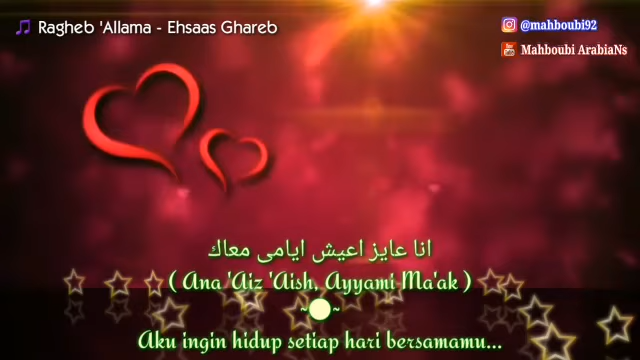 🎵 Ragheb 'Allama - Ehsaas Ghareb
@mahboubi92
Mahboubi ArabiaNs
انا عايز اعيش ايامى معاك
( Ana 'Aiz 'Aish, Ayyami Ma'ak )
~●~
Aku ingin hidup setiap hari bersamamu...